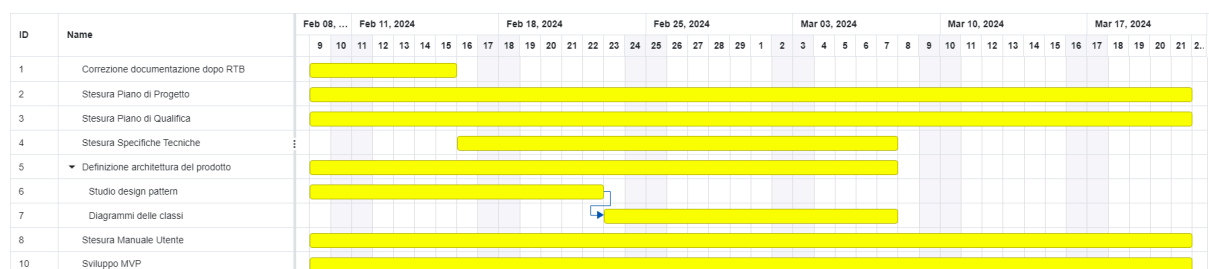 ID Name Feb 08, ... Feb 11, 2024 Feb 18, 2024 Feb 25, 2024 Mar 03, 2024 Mar 10, 2024 Mar 17, 2024
9 10 11 12 13 14 15 16 17 18 19 20 21 22 23 24 25 26 27 28 29 1 2 3 4 5 6 7 8 9 10 11 12 13 14 15 16 17 18 19 20 21 2..
1 Correzione documentazione dopo RTB
2 Stesura Piano di Progetto
3 Stesura Piano di Qualifica
4 Stesura Specifiche Tecniche
5 Definizione architettura del prodotto
6 Studio design pattern
7 Diagrammi delle classi
8 Stesura Manuale Utente
10 Sviluppo MVP